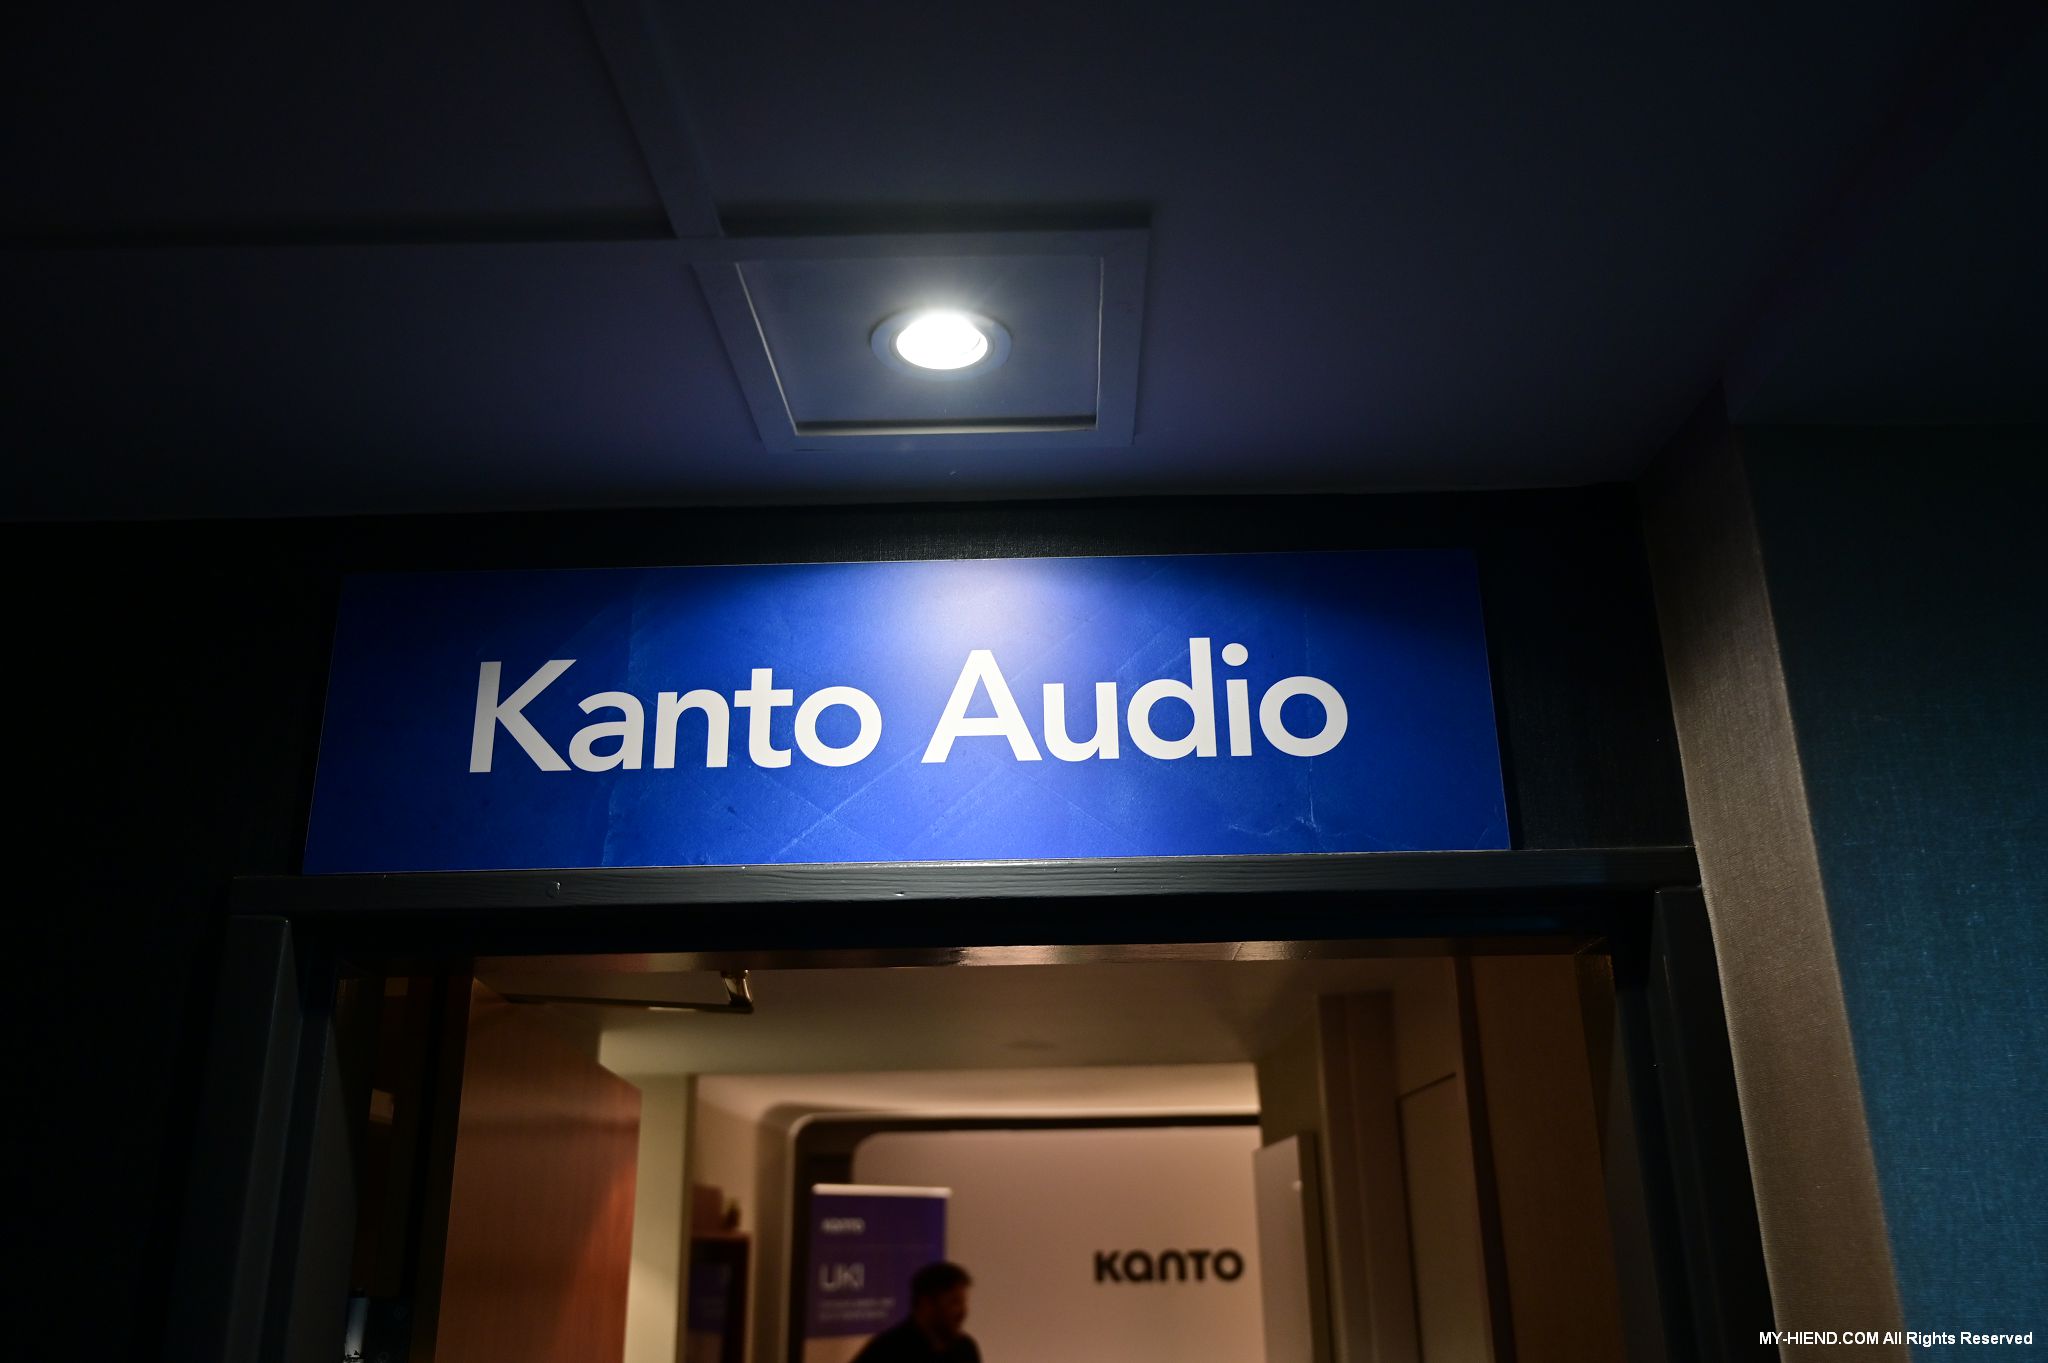 Kanto Audio
KANTO
UKI
KANTO
MY-HIEND.COM All Rights Reserved